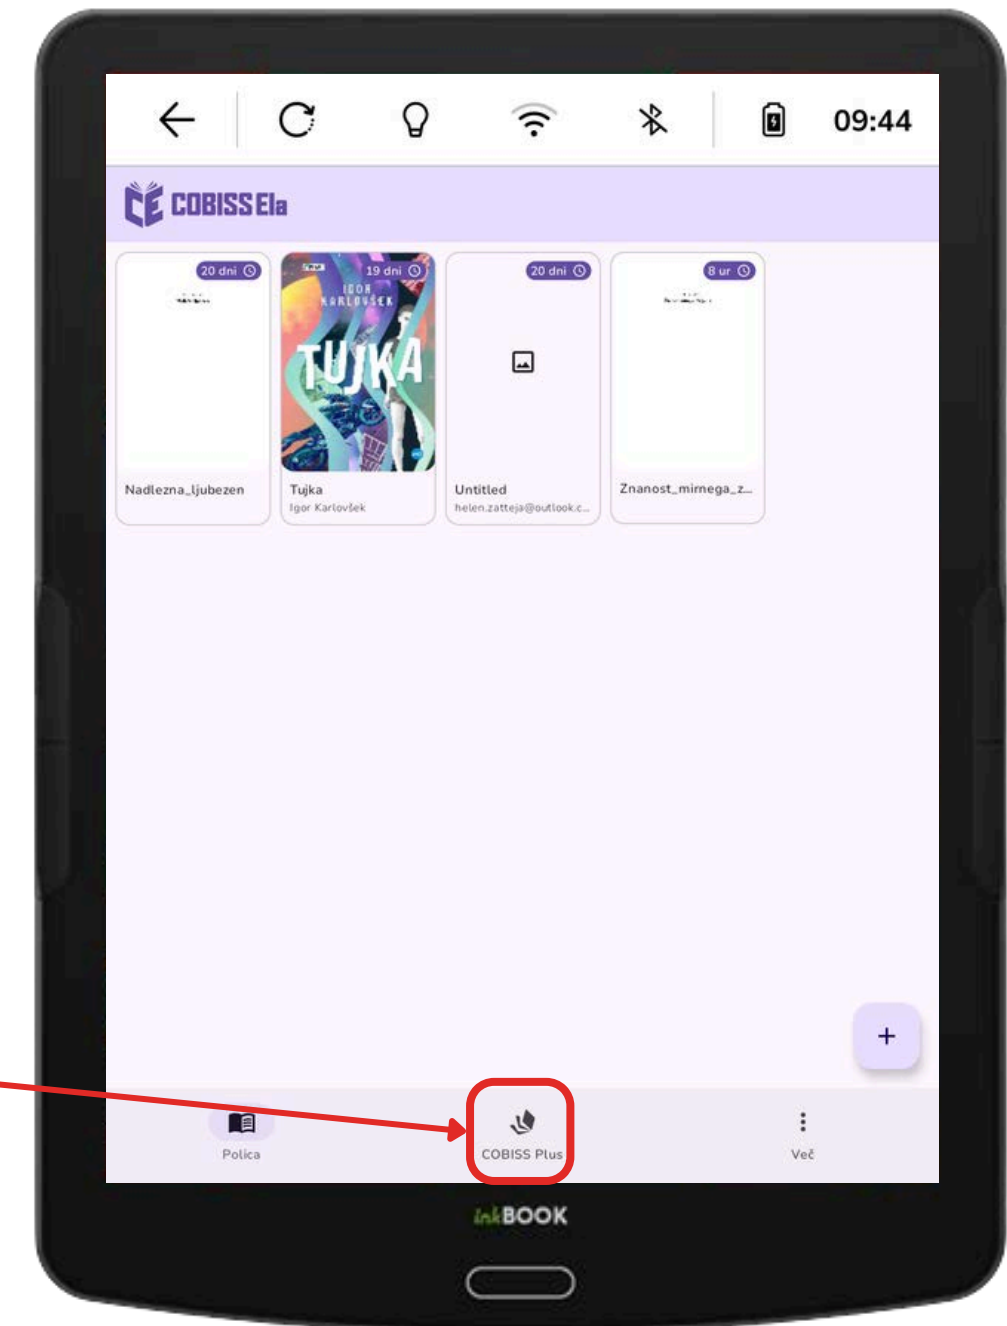 09:44
COBISS Ela
20 dni
19 dni
20 dni
8 ur
IGOR
KARLOVŠEK
TUJKA
Nadlezna_ljubezen
Tujka
Untitled
Znanost_mirnega_z...
Igor Karlovšek
helen.zatteja@outlook.c...
+
Polica
COBISS Plus
Več
inkBOOK